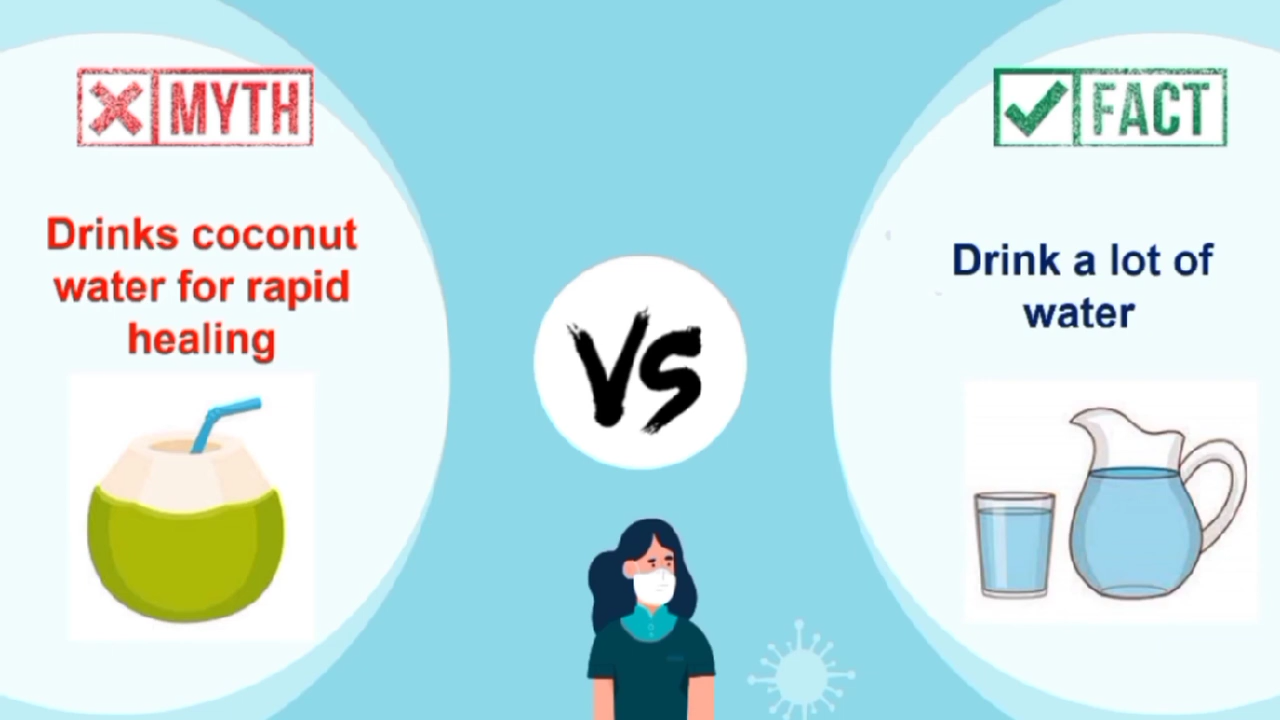 MYTH
Drinks coconut
water for rapid
healing
VS
FACT
Drink a lot of
water